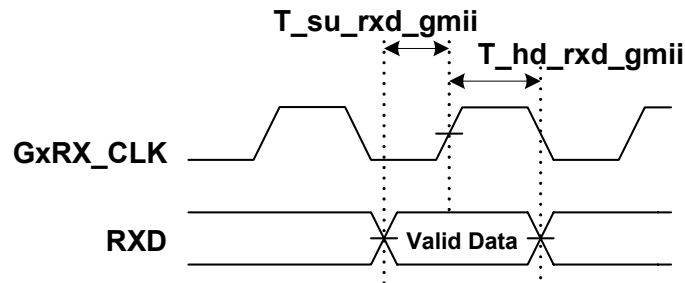 T_su_rxd_gmii
T_hd_rxd_gmii
GxRX_CLK
RXD
Valid Data